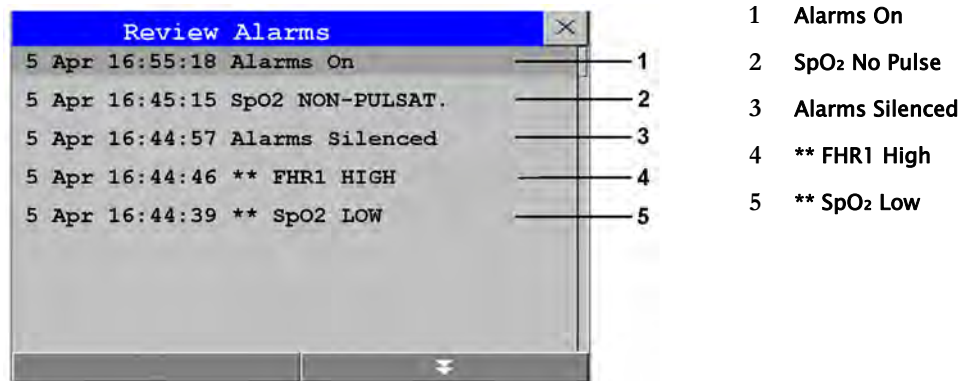 Review Alarms
5 Apr 16:55:18 Alarms On
5 Apr 16:45:15 SpO2 NON-PULSAT.
5 Apr 16:44:57 Alarms Silenced
5 Apr 16:44:46 ** FHR1 HIGH
5 Apr 16:44:39 ** SpO2 LOW
1
2
3
4
5
1 Alarms On
2 SpO₂ No Pulse
3 Alarms Silenced
4 ** FHR1 High
5 ** SpO₂ Low